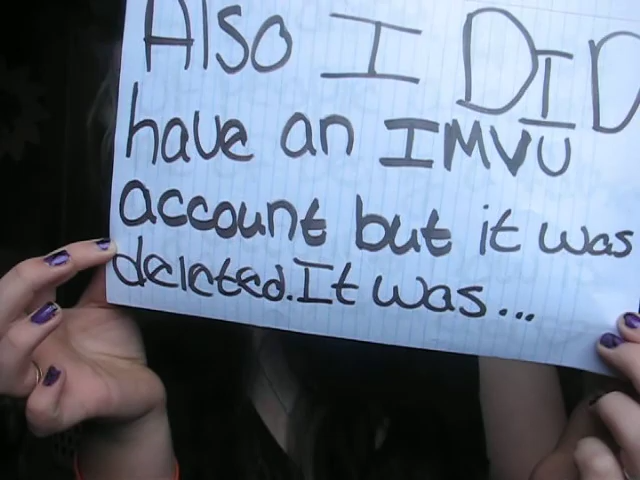 Also I DID
have an IMVU
account but it was
deleted. It was...